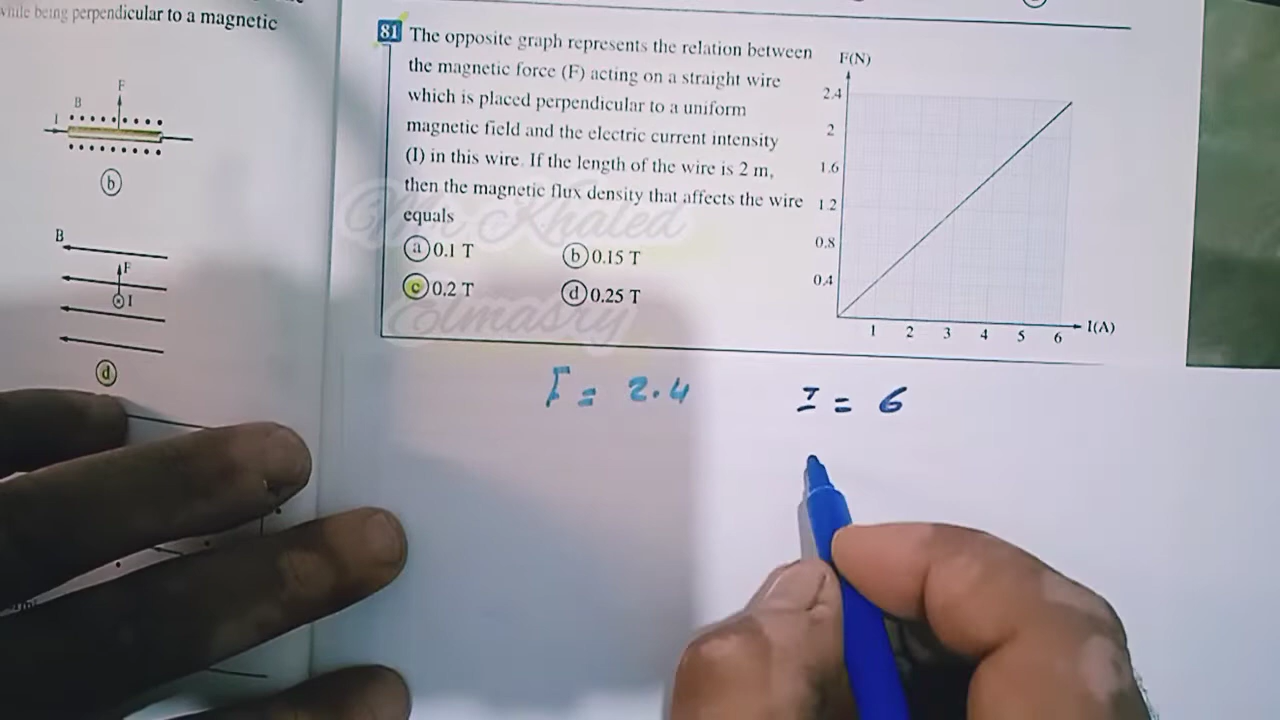 while being perpendicular to a magnetic
B
F
I
b
B
F
I
d
81 The opposite graph represents the relation between
the magnetic force (F) acting on a straight wire
which is placed perpendicular to a uniform
magnetic field and the electric current intensity
(I) in this wire. If the length of the wire is 2 m,
then the magnetic flux density that affects the wire
equals
a 0.1 T
b 0.15 T
c 0.2 T
d 0.25 T
F(N)
2.4
2
1.6
1.2
0.8
0.4
1 2 3 4 5 6
I(A)
Mr Khaled
Elmasry
F = 2.4
I = 6